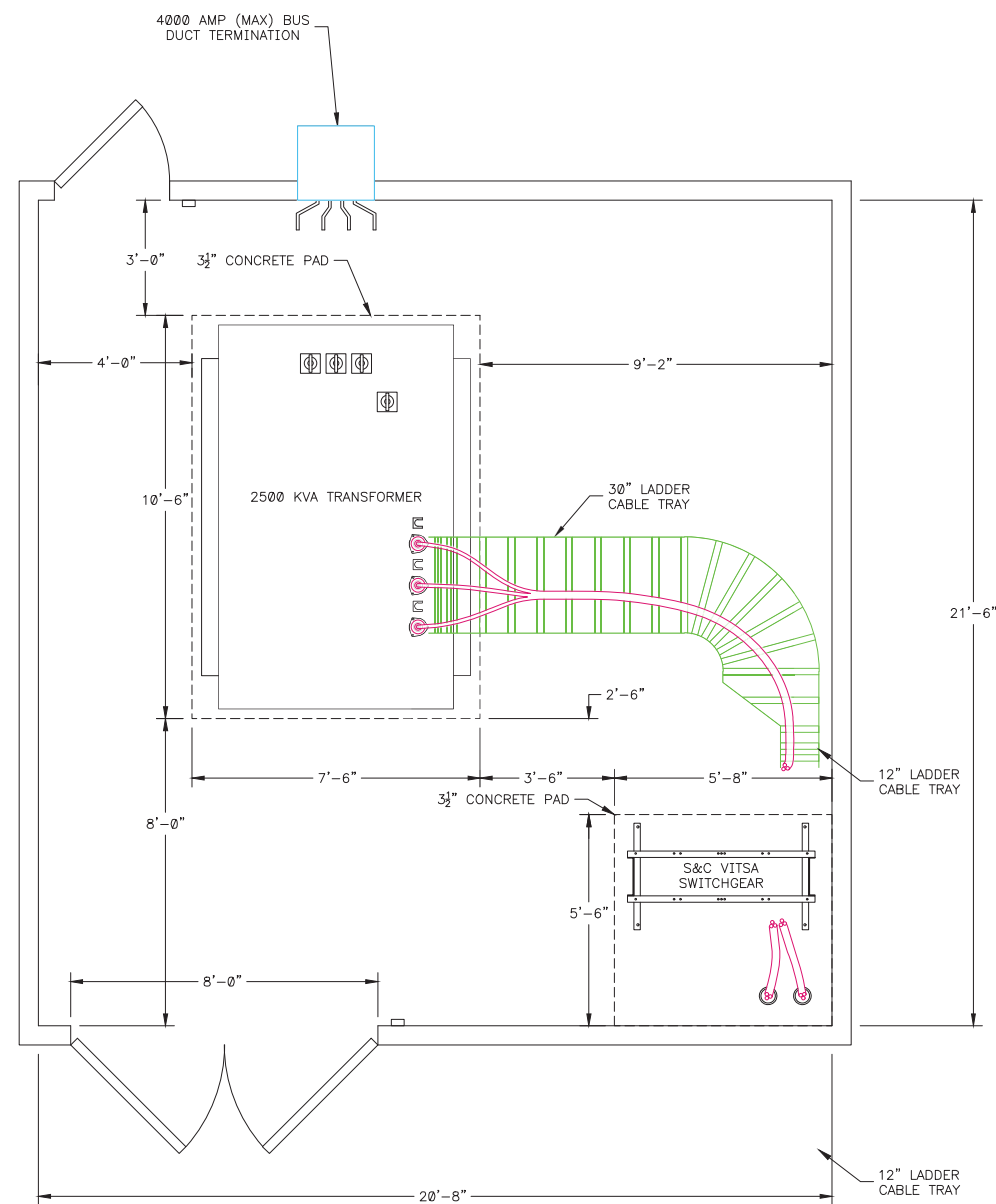 4000 AMP (MAX) BUS
DUCT TERMINATION
3'-0"
3½" CONCRETE PAD
4'-0"
9'-2"
10'-6"
2500 KVA TRANSFORMER
30" LADDER
CABLE TRAY
21'-6"
2'-6"
7'-6"
3'-6"
5'-8"
12" LADDER
CABLE TRAY
3½" CONCRETE PAD
8'-0"
S&C VITSA
SWITCHGEAR
5'-6"
8'-0"
12" LADDER
CABLE TRAY
20'-8"